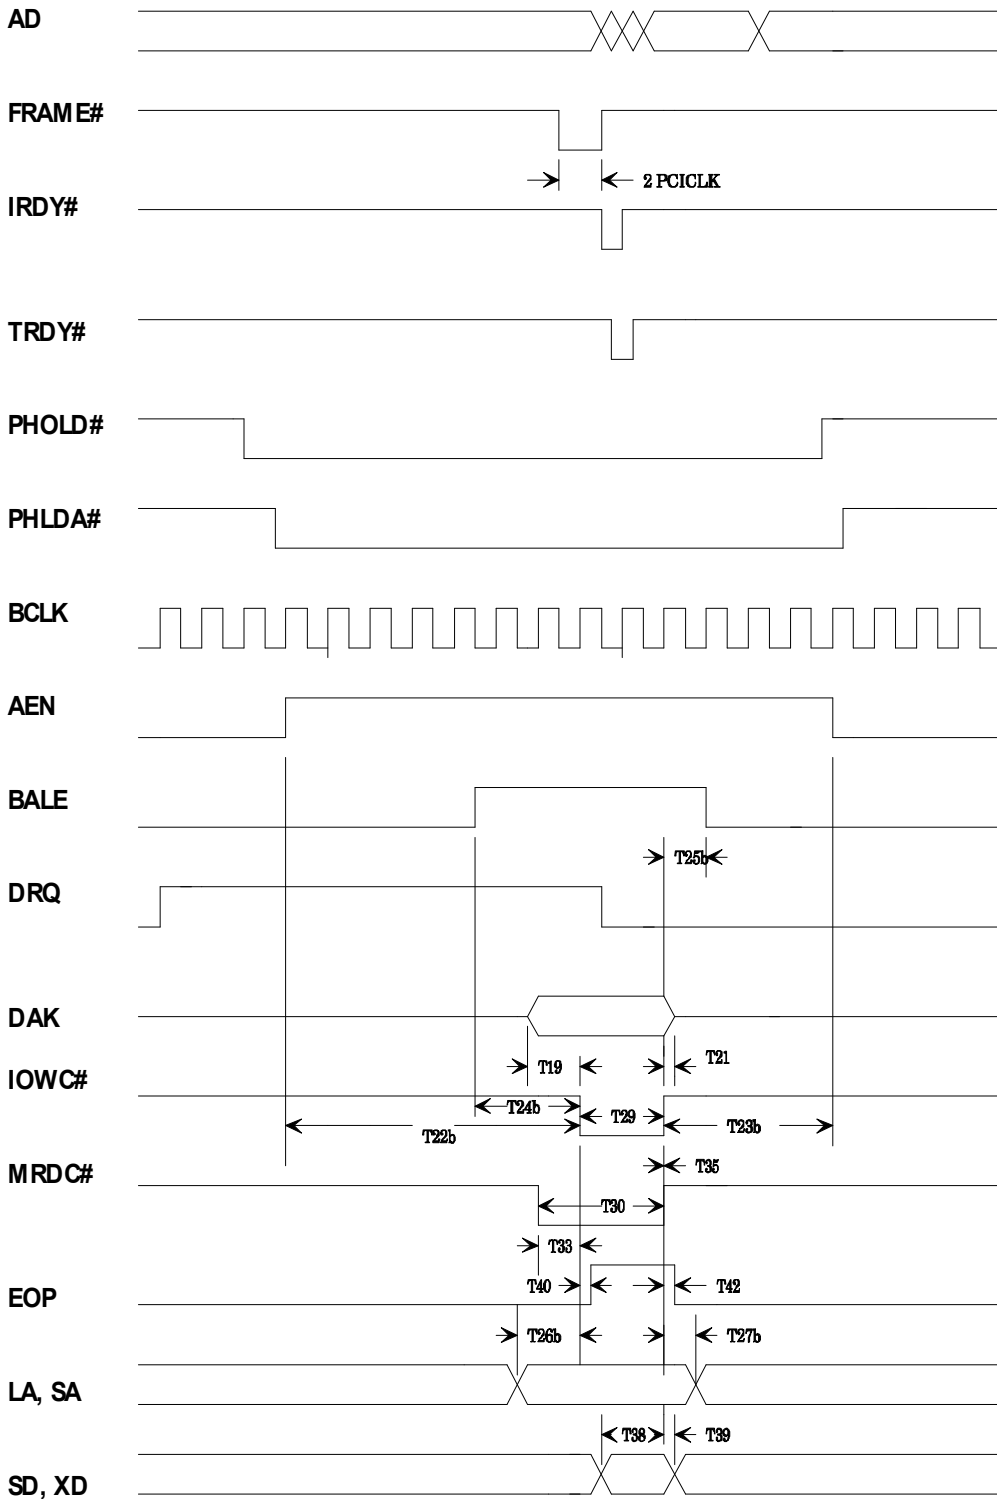 AD
FRAME#
2 PCICLK
IRDY#
TRDY#
PHOLD#
PHLDA#
BCLK
AEN
BALE
T25b
DRQ
DAK
T19
T21
IOWC#
T24b
T29
T22b
T23b
MRDC#
T35
T30
T33
T40
T42
EOP
T26b
T27b
LA, SA
T38
T39
SD, XD